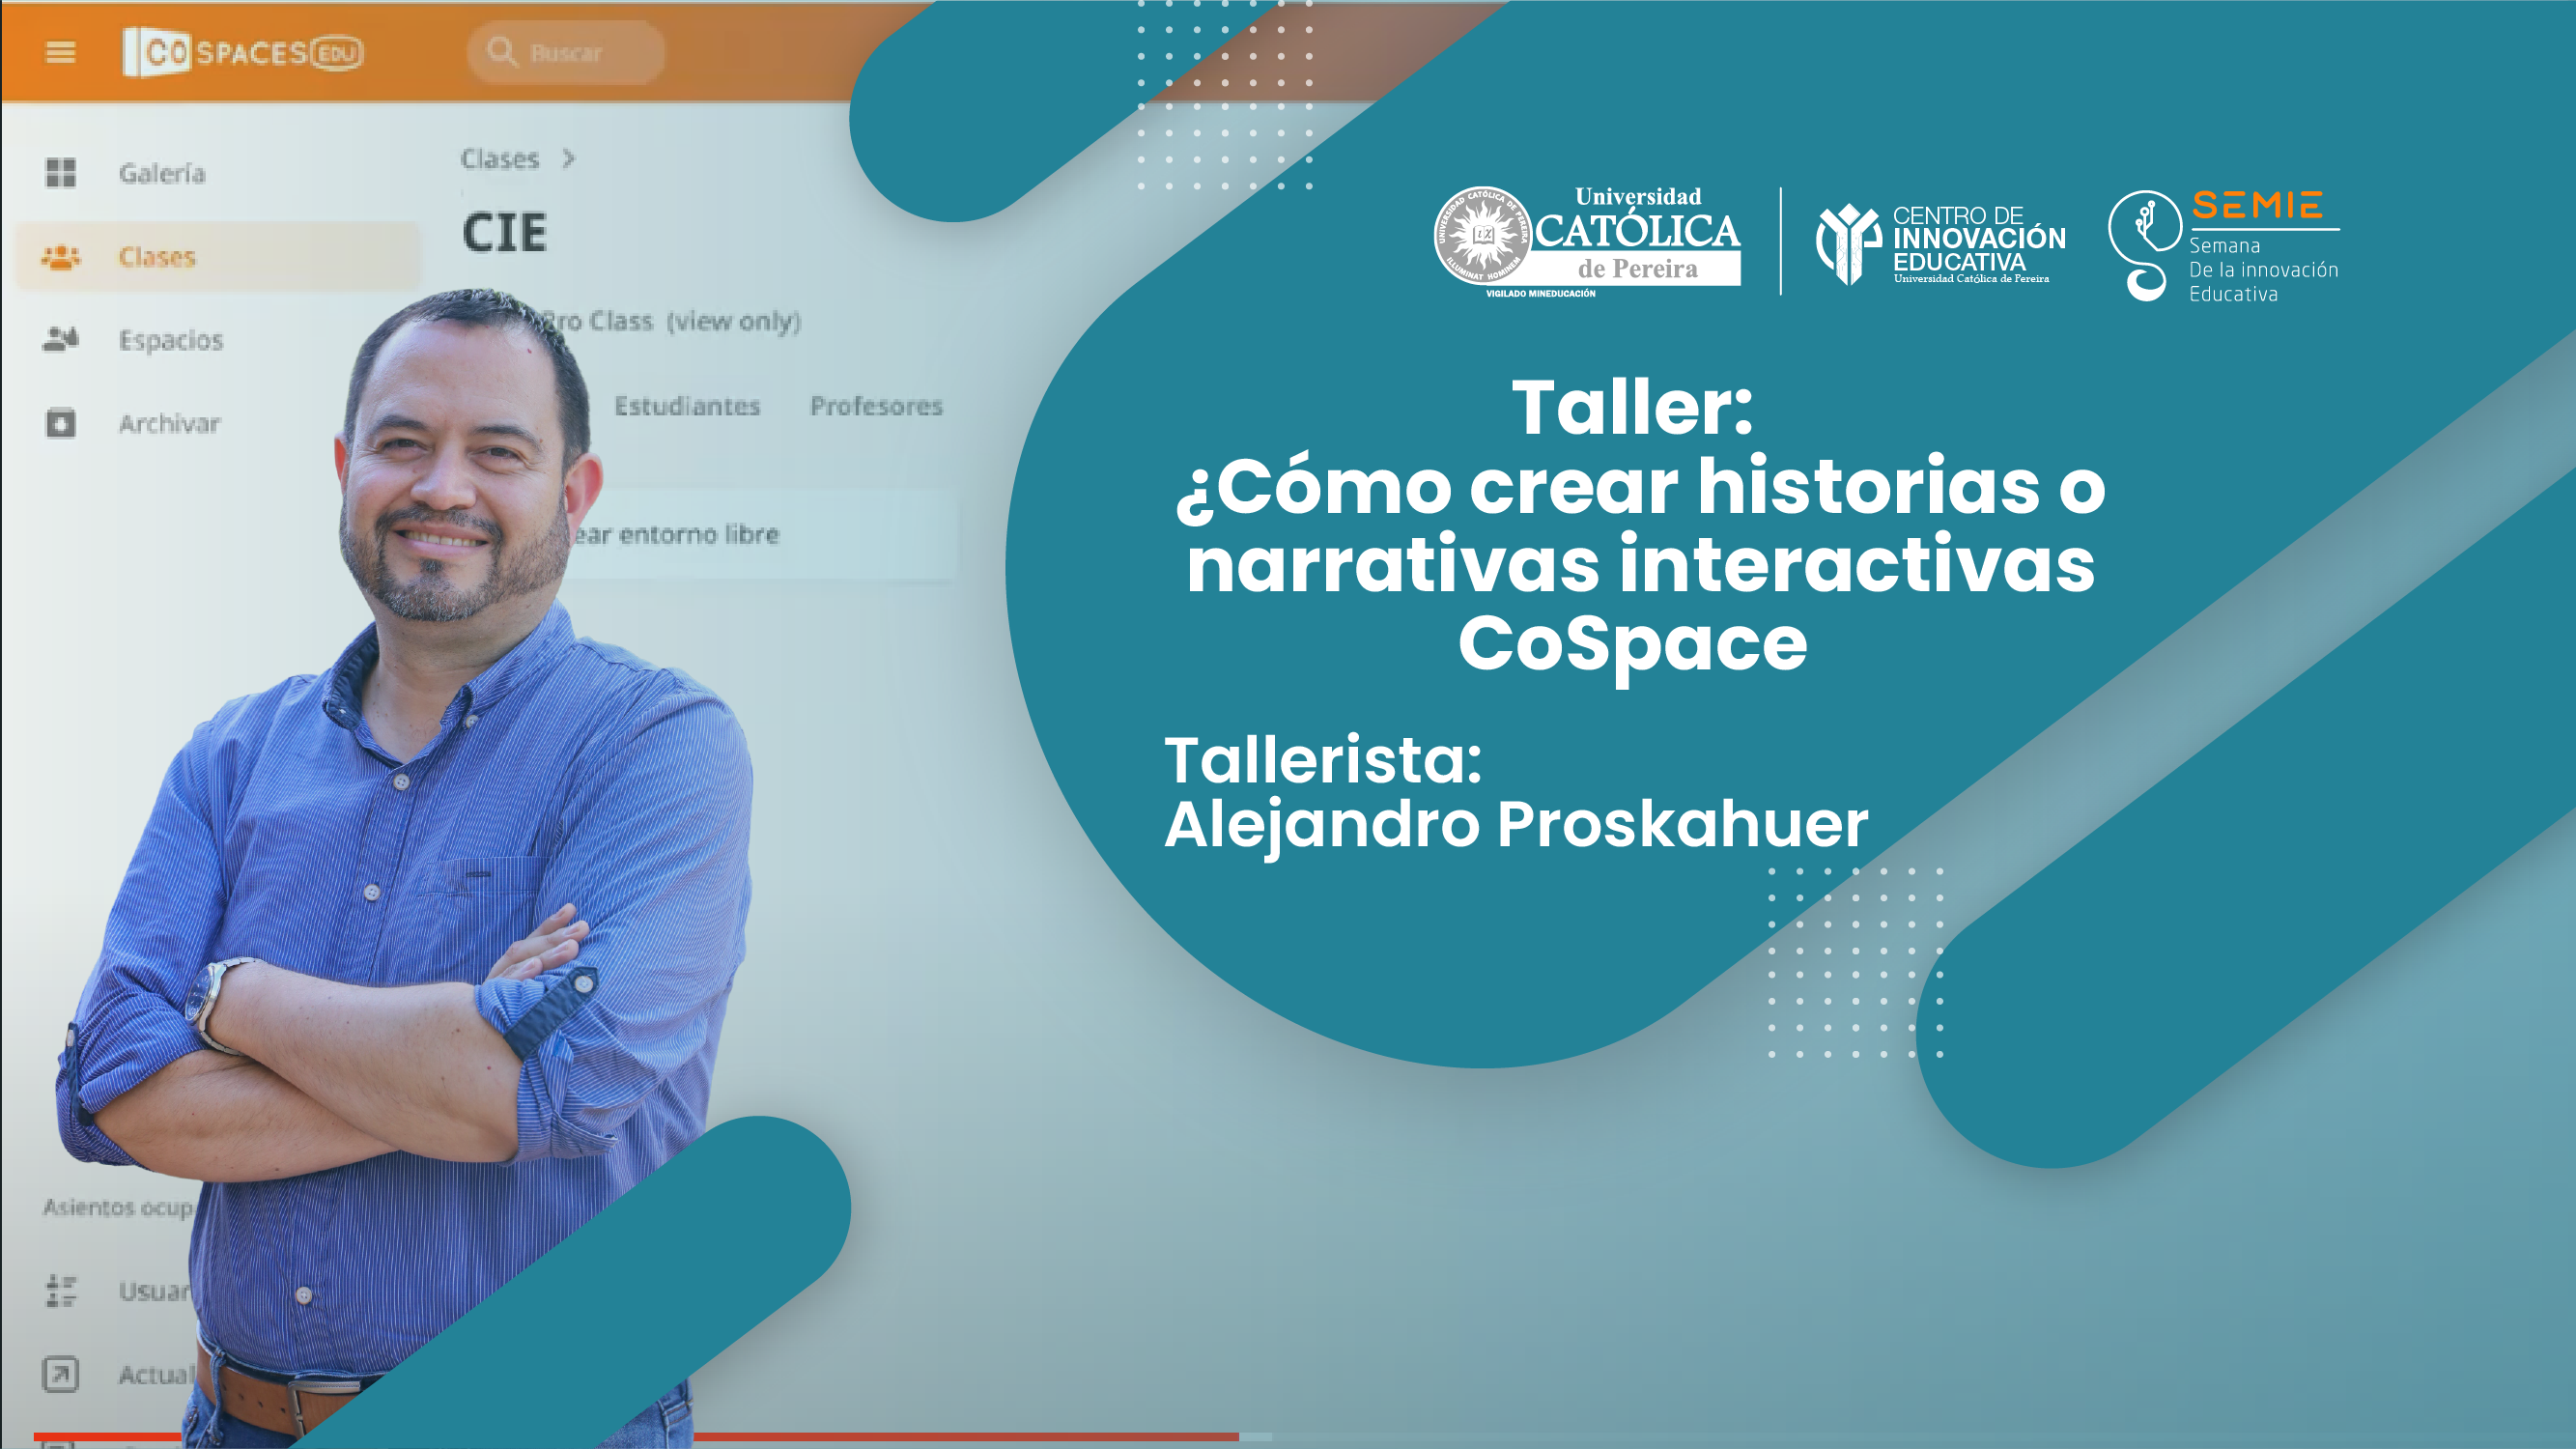 CO SPACES EDU
Buscar
Galería
Clases
Espacios
Archivar
Clases >
CIE
Pro Class (view only)
Estudiantes Profesores
ear entorno libre
Asientos ocup
Usuar
Actual
UNIVERSIDAD CATÓLICA DE PEREIRA
ILLUMINAT HOMINEM
Universidad
CATÓLICA
de Pereira
VIGILADO MINEDUCACIÓN
CENTRO DE
INNOVACIÓN
EDUCATIVA
Universidad Católica de Pereira
SEMIE
Semana
De la innovación
Educativa
Taller:
¿Cómo crear historias o
narrativas interactivas
CoSpace
Tallerista:
Alejandro Proskahuer